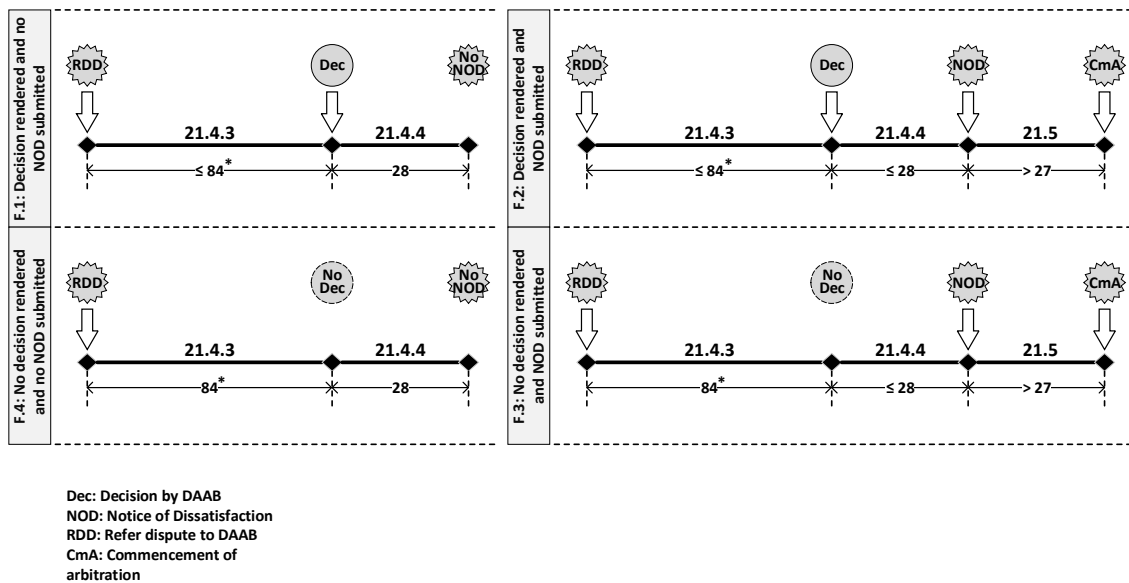 F.1: Decision rendered and no
NOD submitted
RDD
Dec
No
NOD
21.4.3
21.4.4
≤ 84*
28
F.2: Decision rendered and
NOD submitted
RDD
Dec
NOD
CmA
21.4.3
21.4.4
21.5
≤ 84*
≤ 28
> 27
F.4: No decision rendered
and no NOD submitted
RDD
No
Dec
No
NOD
21.4.3
21.4.4
84*
28
F.3: No decision rendered
and NOD submitted
RDD
No
Dec
NOD
CmA
21.4.3
21.4.4
21.5
84*
≤ 28
> 27
Dec: Decision by DAAB
NOD: Notice of Dissatisfaction
RDD: Refer dispute to DAAB
CmA: Commencement of
arbitration